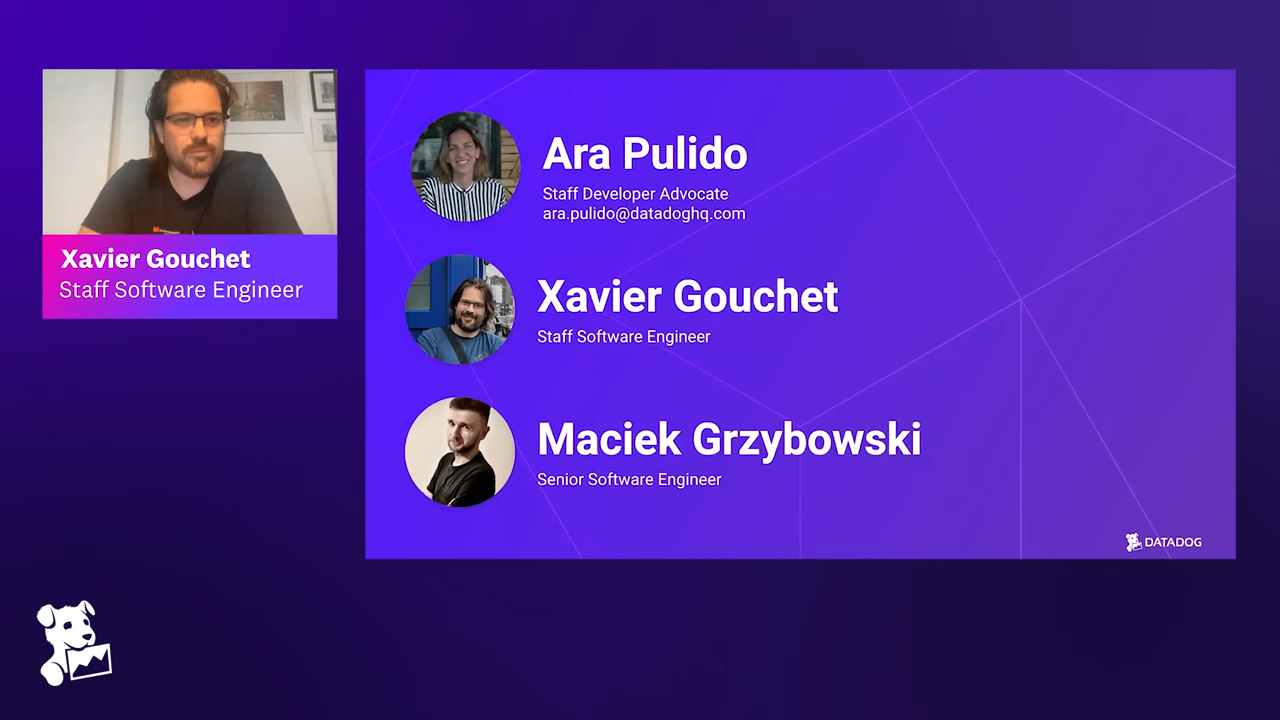 Xavier Gouchet
Staff Software Engineer
Ara Pulido
Staff Developer Advocate
ara.pulido@datadoghq.com
Xavier Gouchet
Staff Software Engineer
Maciek Grzybowski
Senior Software Engineer
DATADOG